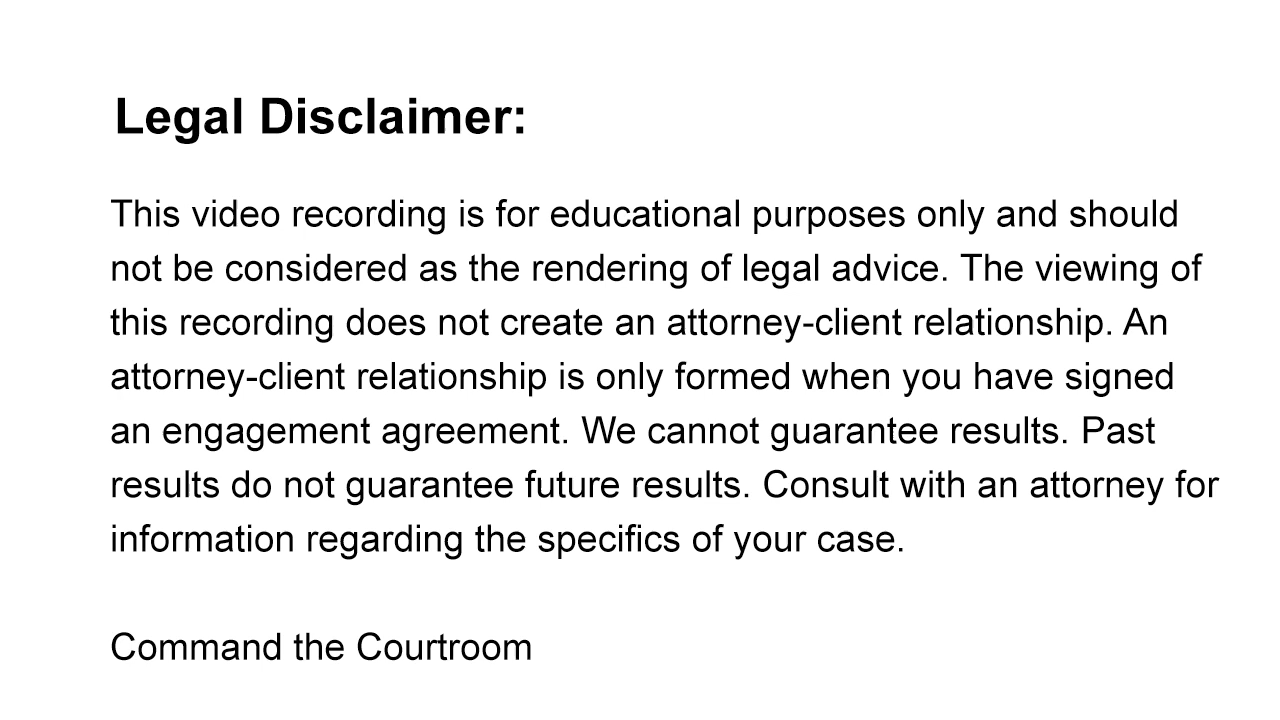 Legal Disclaimer:
This video recording is for educational purposes only and should
not be considered as the rendering of legal advice. The viewing of
this recording does not create an attorney-client relationship. An
attorney-client relationship is only formed when you have signed
an engagement agreement. We cannot guarantee results. Past
results do not guarantee future results. Consult with an attorney for
information regarding the specifics of your case.
Command the Courtroom